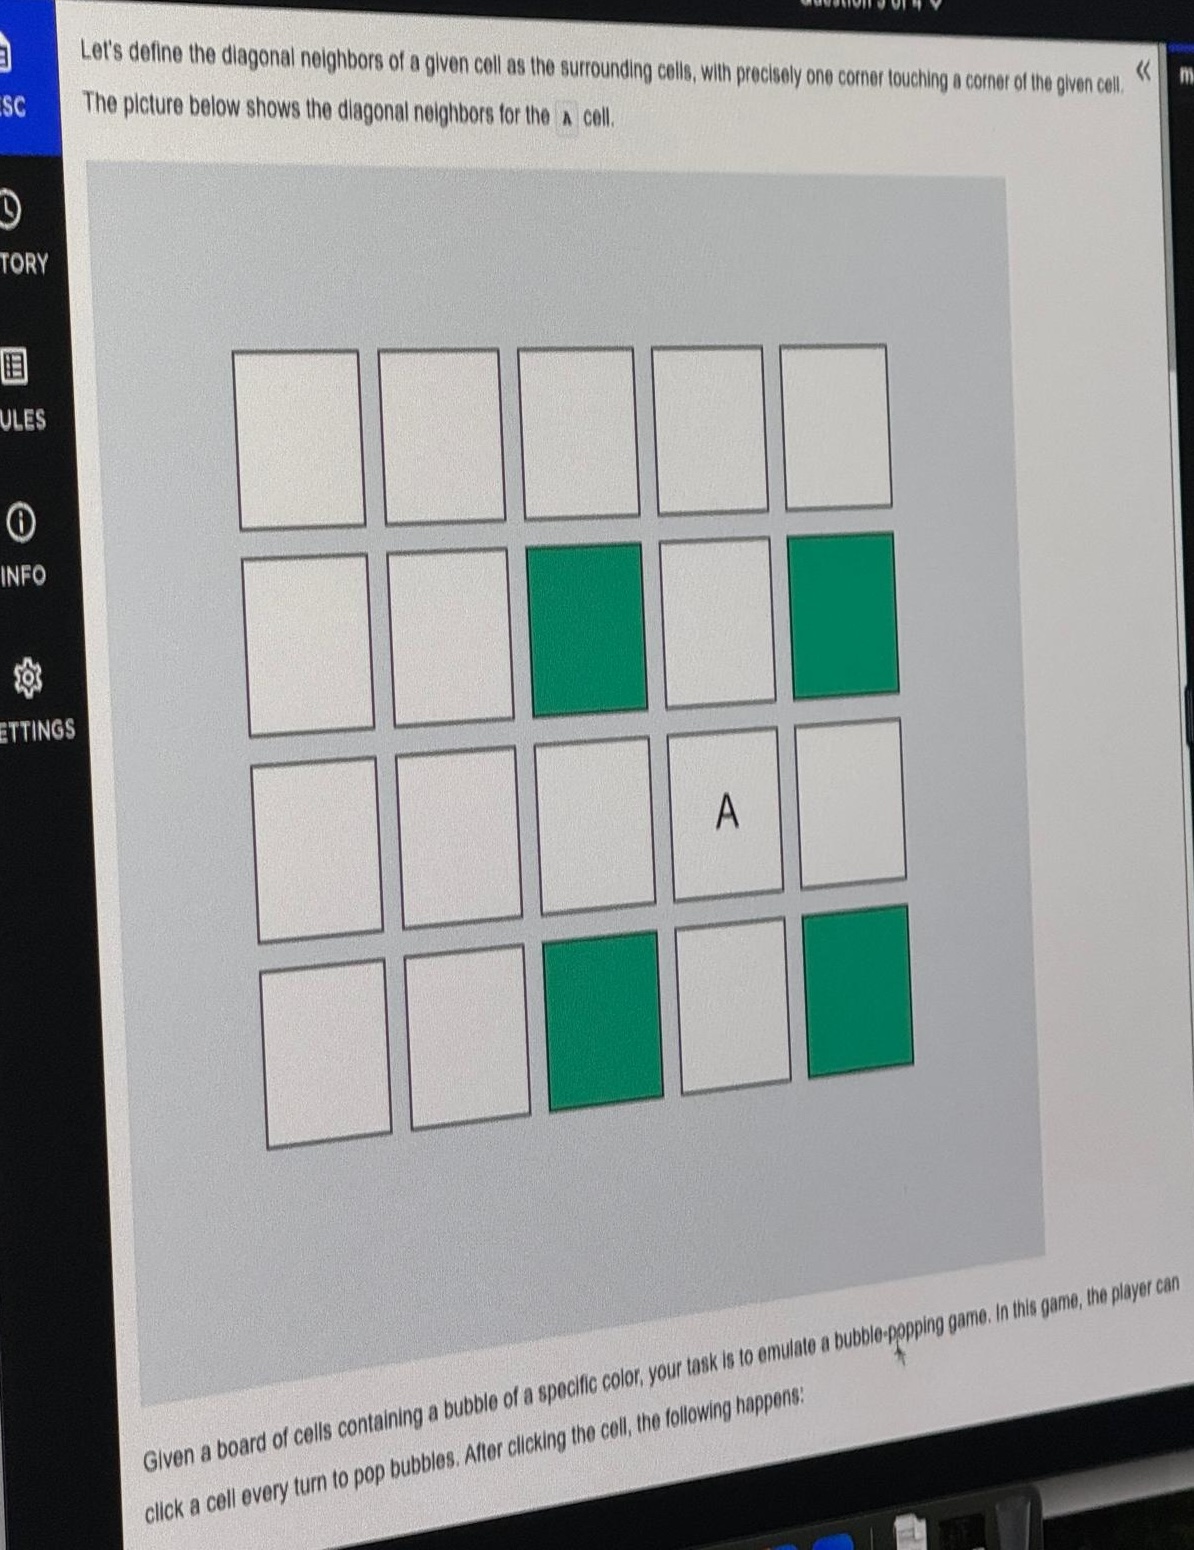 Let's define the diagonal neighbors of a given cell as the surrounding cells, with precisely one corner touching a corner of the given cell.
The picture below shows the diagonal neighbors for the A cell.
TORY
ULES
INFO
ETTINGS
A
Given a board of cells containing a bubble of a specific color, your task is to emulate a bubble-popping game. In this game, the player can
click a cell every turn to pop bubbles. After clicking the cell, the following happens: